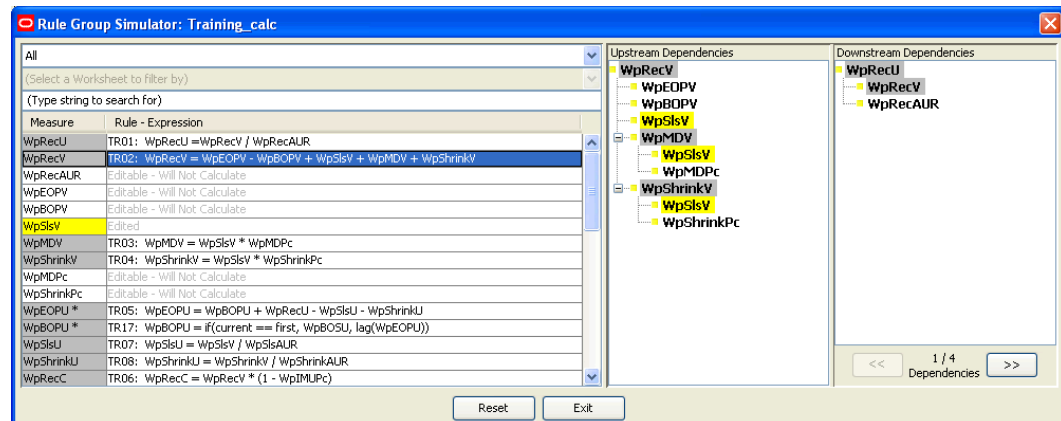 Rule Group Simulator: Training_calc
All
(Select a Worksheet to filter by)
(Type string to search for)
Measure Rule - Expression
WpRecU TR01: WpRecU =WpRecV / WpRecAUR
WpRecV TR02: WpRecV = WpEOPV - WpBOPV + WpSlsV + WpMDV + WpShrinkV
WpRecAUR Editable - Will Not Calculate
WpEOPV Editable - Will Not Calculate
WpBOPV Editable - Will Not Calculate
WpSlsV Edited
WpMDV TR03: WpMDV = WpSlsV * WpMDPc
WpShrinkV TR04: WpShrinkV = WpSlsV * WpShrinkPc
WpMDPc Editable - Will Not Calculate
WpShrinkPc Editable - Will Not Calculate
WpEOPU * TR05: WpEOPU = WpBOPU + WpRecU - WpSlsU - WpShrinkU
WpBOPU * TR17: WpBOPU = if(current == first, WpBOSU, lag(WpEOPU))
WpSlsU TR07: WpSlsU = WpSlsV / WpSlsAUR
WpShrinkU TR08: WpShrinkU = WpShrinkV / WpShrinkAUR
WpRecC TR06: WpRecC = WpRecV * (1 - WpIMUPc)
Upstream Dependencies
WpRecV
WpEOPV
WpBOPV
WpSlsV
WpMDV
WpSlsV
WpMDPc
WpShrinkV
WpSlsV
WpShrinkPc
Downstream Dependencies
WpRecU
WpRecV
WpRecAUR
<< 1 / 4 >>
Dependencies
Reset Exit